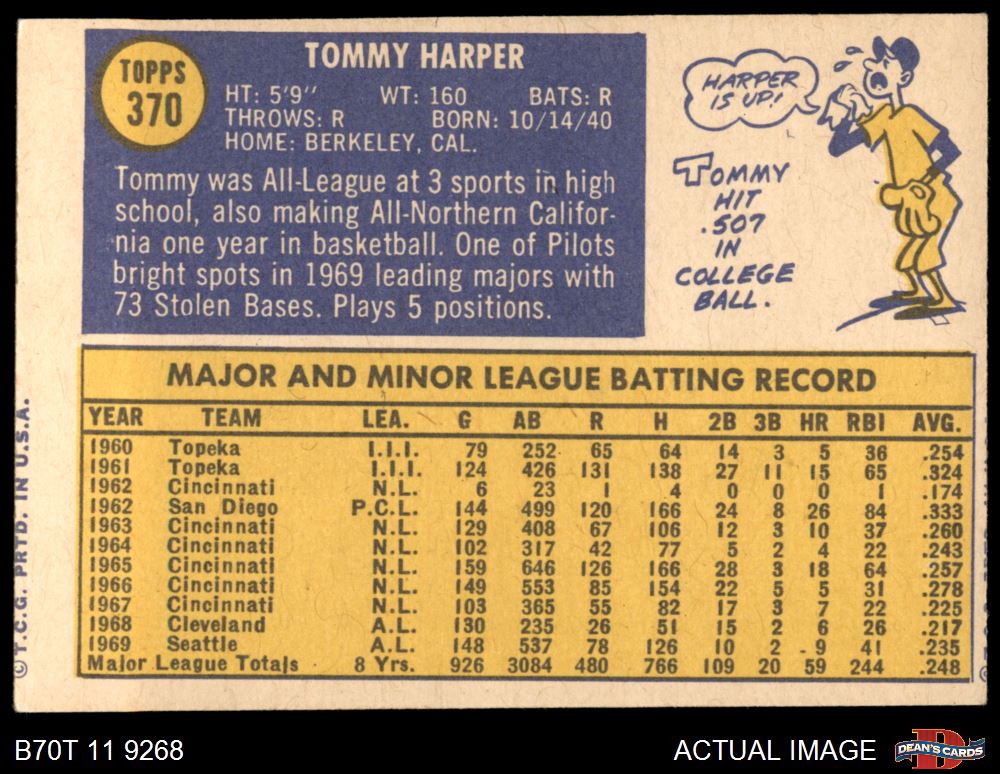 TOPPS
370
TOMMY HARPER
HT: 5'9" WT: 160 BATS: R
THROWS: R BORN: 10/14/40
HOME: BERKELEY, CAL.
Tommy was All-League at 3 sports in high
school, also making All-Northern Califor-
nia one year in basketball. One of Pilots
bright spots in 1969 leading majors with
73 Stolen Bases. Plays 5 positions.
HARPER
IS UP!
TOMMY
HIT
.507
IN
COLLEGE
BALL.
MAJOR AND MINOR LEAGUE BATTING RECORD
YEAR TEAM LEA. G AB R H 2B 3B HR RBI AVG.
1960 Topeka I.I.I. 79 252 65 64 14 3 5 36 .254
1961 Topeka I.I.I. 124 426 131 138 27 11 15 65 .324
1962 Cincinnati N.L. 6 23 1 4 0 0 0 1 .174
1962 San Diego P.C.L. 144 499 120 166 24 8 26 84 .333
1963 Cincinnati N.L. 129 408 67 106 12 3 10 37 .260
1964 Cincinnati N.L. 102 317 42 77 5 2 4 22 .243
1965 Cincinnati N.L. 159 646 126 166 28 3 18 64 .257
1966 Cincinnati N.L. 149 553 85 154 22 5 5 31 .278
1967 Cincinnati N.L. 103 365 55 82 17 3 7 22 .225
1968 Cleveland A.L. 130 235 26 51 15 2 6 26 .217
1969 Seattle A.L. 148 537 78 126 10 2 9 41 .235
Major League Totals 8 Yrs. 926 3084 480 766 109 20 59 244 .248
© T.C.G. PRTD. IN U.S.A.
B70T 11 9268
ACTUAL IMAGE
DEAN'S CARDS